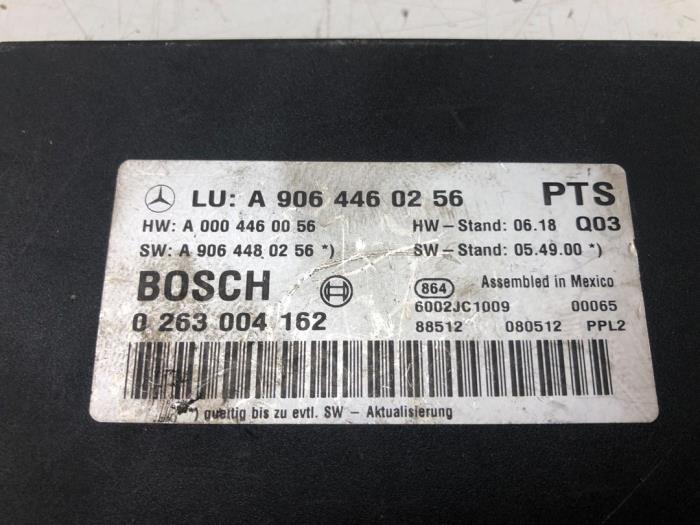 LU: A 906 446 02 56 PTS
HW: A 000 446 00 56 HW-Stand: 06.18 Q03
SW: A 906 448 02 56 *) SW-Stand: 05.49.00 *)
BOSCH 864 Assembled in Mexico
6002JC1009 00065
0 263 004 162 88512 080512 PPL2
*) gueltig bis zu evtl. SW - Aktualisierung